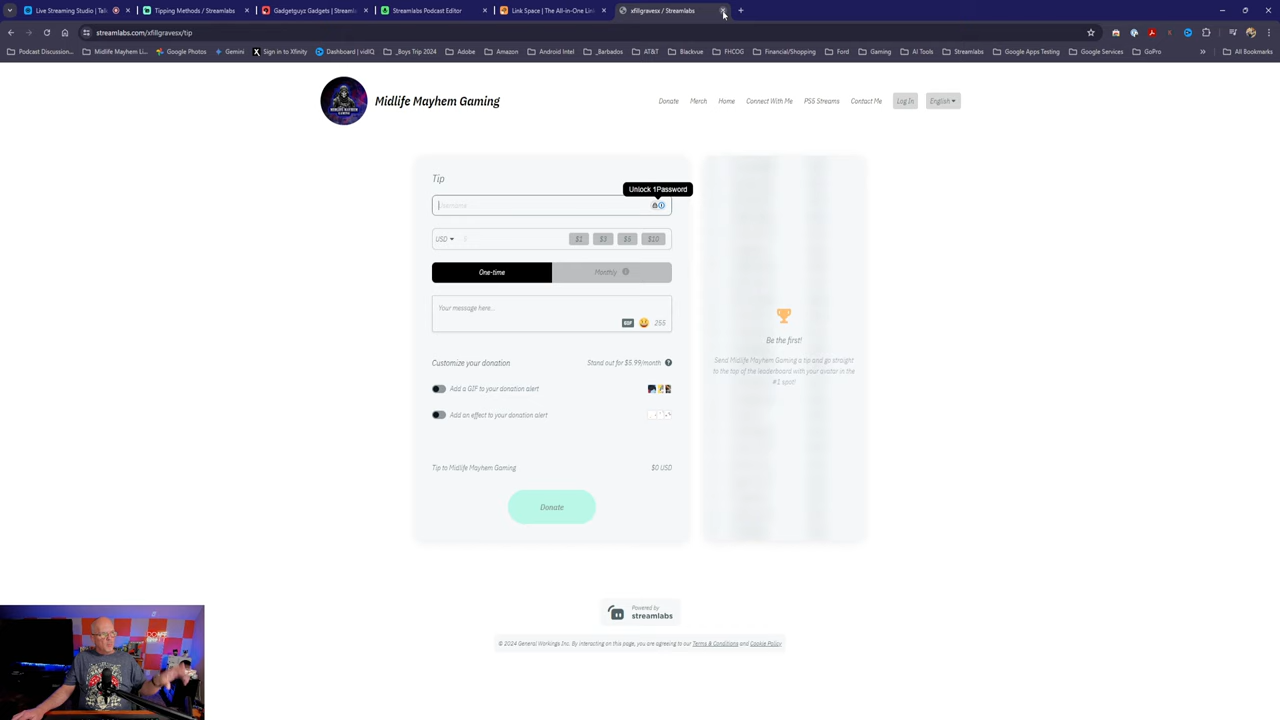 Live Streaming Studio | Talk
Tipping Methods / Streamlabs
Gadgetguyz Gadgets | Streamla
Streamlabs Podcast Editor
Link Space | The All-in-One Link
xfillgravesx / Streamlabs
streamlabs.com/xfillgravesx/tip
Podcast Discussion... Midlife Mayhem Li... Google Photos Gemini Sign in to Xfinity Dashboard | vidIQ _Boys Trip 2024 Adobe Amazon Android Intel _Barbados AT&T Blackvue FHCOG Financial/Shopping Ford Gaming AI Tools Streamlabs Google Apps Testing Google Services GoPro » All Bookmarks
Midlife Mayhem Gaming
Donate Merch Home Connect With Me PS5 Streams Contact Me Log In English
Tip
Unlock 1Password
Username
USD $1 $3 $5 $10
One-time Monthly
Your message here...
GIF 255
Customize your donation Stand out for $5.99/month
Add a GIF to your donation alert
Add an effect to your donation alert
Tip to Midlife Mayhem Gaming $0 USD
Donate
Be the first!
Send Midlife Mayhem Gaming a tip and go straight
to the top of the leaderboard with your avatar in the
#1 spot!
Powered by
streamlabs
© 2024 General Workings Inc. By interacting on this page, you are agreeing to our Terms & Conditions and Cookie Policy